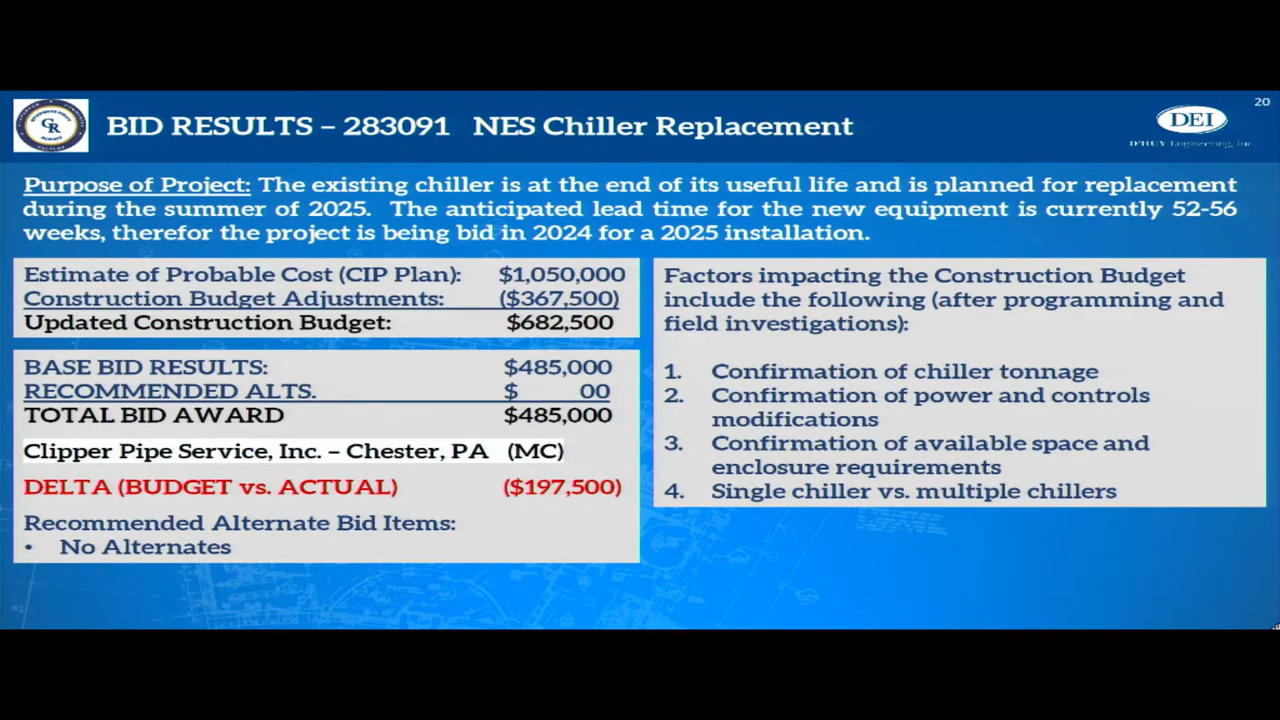 20
BID RESULTS – 283091 NES Chiller Replacement
GR
DEI
D'HUY Engineering, Inc.
Purpose of Project: The existing chiller is at the end of its useful life and is planned for replacement
during the summer of 2025. The anticipated lead time for the new equipment is currently 52-56
weeks, therefor the project is being bid in 2024 for a 2025 installation.
Estimate of Probable Cost (CIP Plan): $1,050,000
Construction Budget Adjustments: ($367,500)
Updated Construction Budget: $682,500
BASE BID RESULTS: $485,000
RECOMMENDED ALTS. $ 00
TOTAL BID AWARD $485,000
Clipper Pipe Service, Inc. – Chester, PA (MC)
DELTA (BUDGET vs. ACTUAL) ($197,500)
Recommended Alternate Bid Items:
• No Alternates
Factors impacting the Construction Budget
include the following (after programming and
field investigations):
1. Confirmation of chiller tonnage
2. Confirmation of power and controls
modifications
3. Confirmation of available space and
enclosure requirements
4. Single chiller vs. multiple chillers